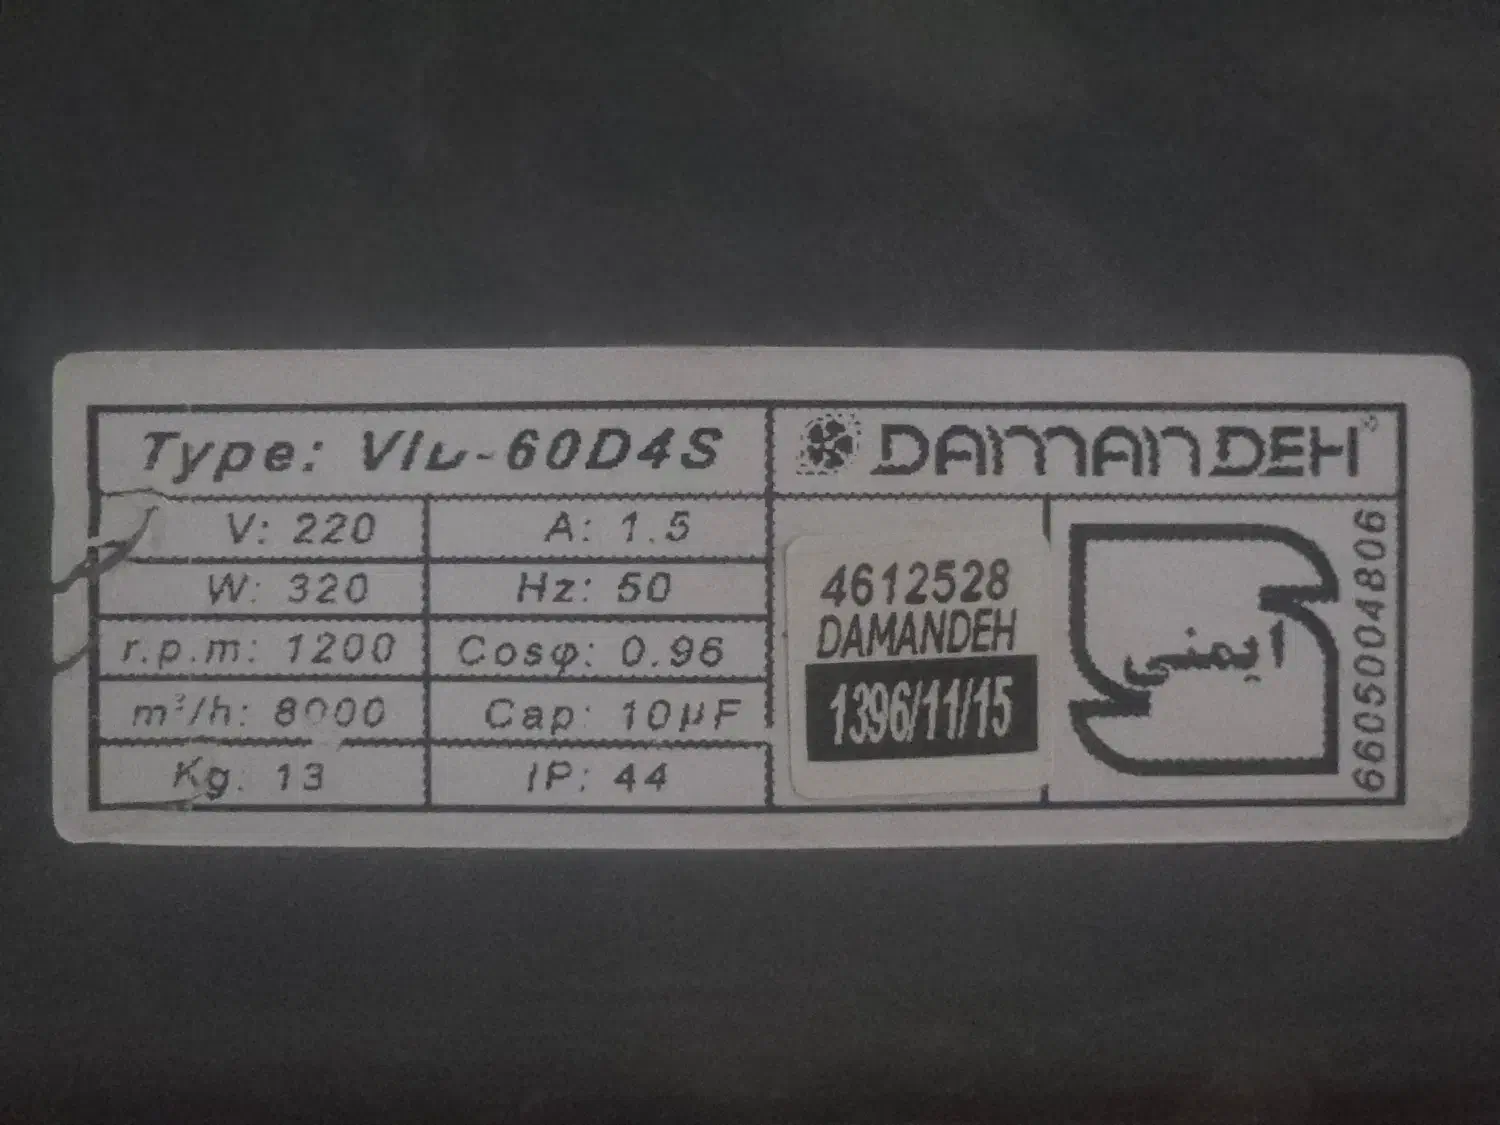 Type: VID-60D4S
DAMANDEH®
V: 220 A: 1.5
W: 320 Hz: 50
r.p.m: 1200 Cosφ: 0.96
m³/h: 8000 Cap: 10µF
Kg: 13 IP: 44
4612528
DAMANDEH
1396/11/15
ایمنی
6605004806